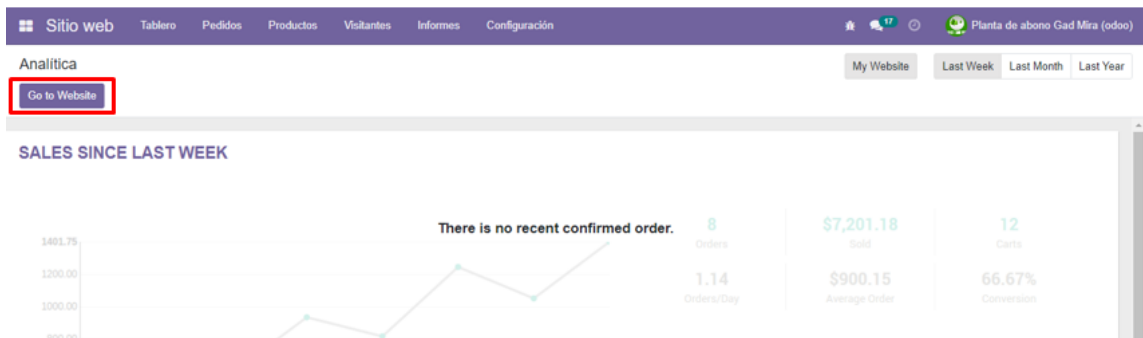 Sitio web Tablero Pedidos Productos Visitantes Informes Configuración 17 Planta de abono Gad Mira (odoo)
Analítica
My Website Last Week Last Month Last Year
Go to Website
SALES SINCE LAST WEEK
There is no recent confirmed order.
8 $7,201.18 12
Orders Sold Carts
1.14 $900.15 66.67%
Orders/Day Average Order Conversion
1401.75
1200.00
1000.00
800.00